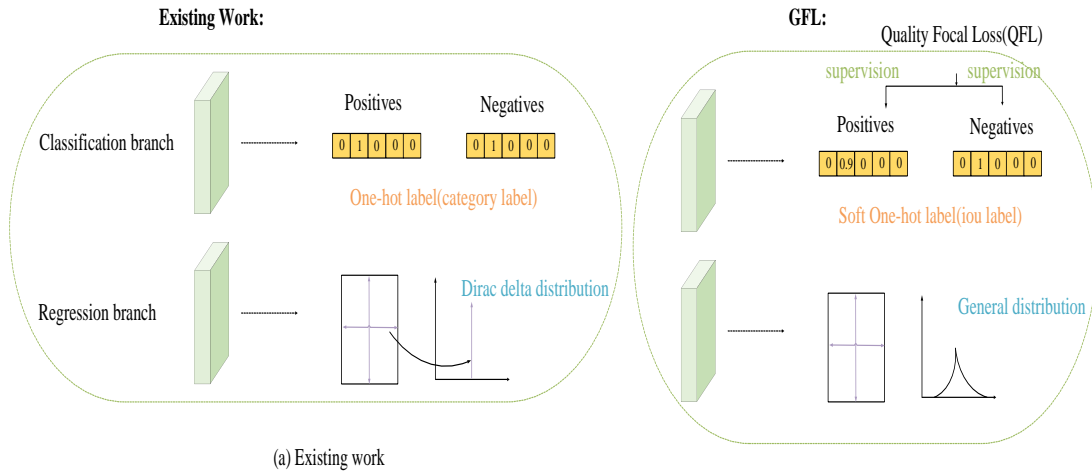 Existing Work:
Classification branch
Positives
Negatives
0 1 0 0 0
0 1 0 0 0
One-hot label(category label)
Regression branch
Dirac delta distribution
(a) Existing work
GFL:
Quality Focal Loss(QFL)
supervision
supervision
Positives
Negatives
0 0.9 0 0 0
0 1 0 0 0
Soft One-hot label(iou label)
General distribution